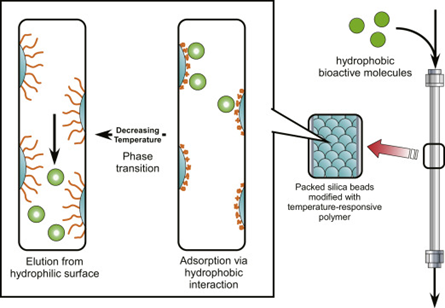 hydrophobic
bioactive molecules
Decreasing
Temperature
Phase
transition
Packed silica beads
modified with
temperature-responsive
polymer
Elution from
hydrophilic surface
Adsorption via
hydrophobic
interaction